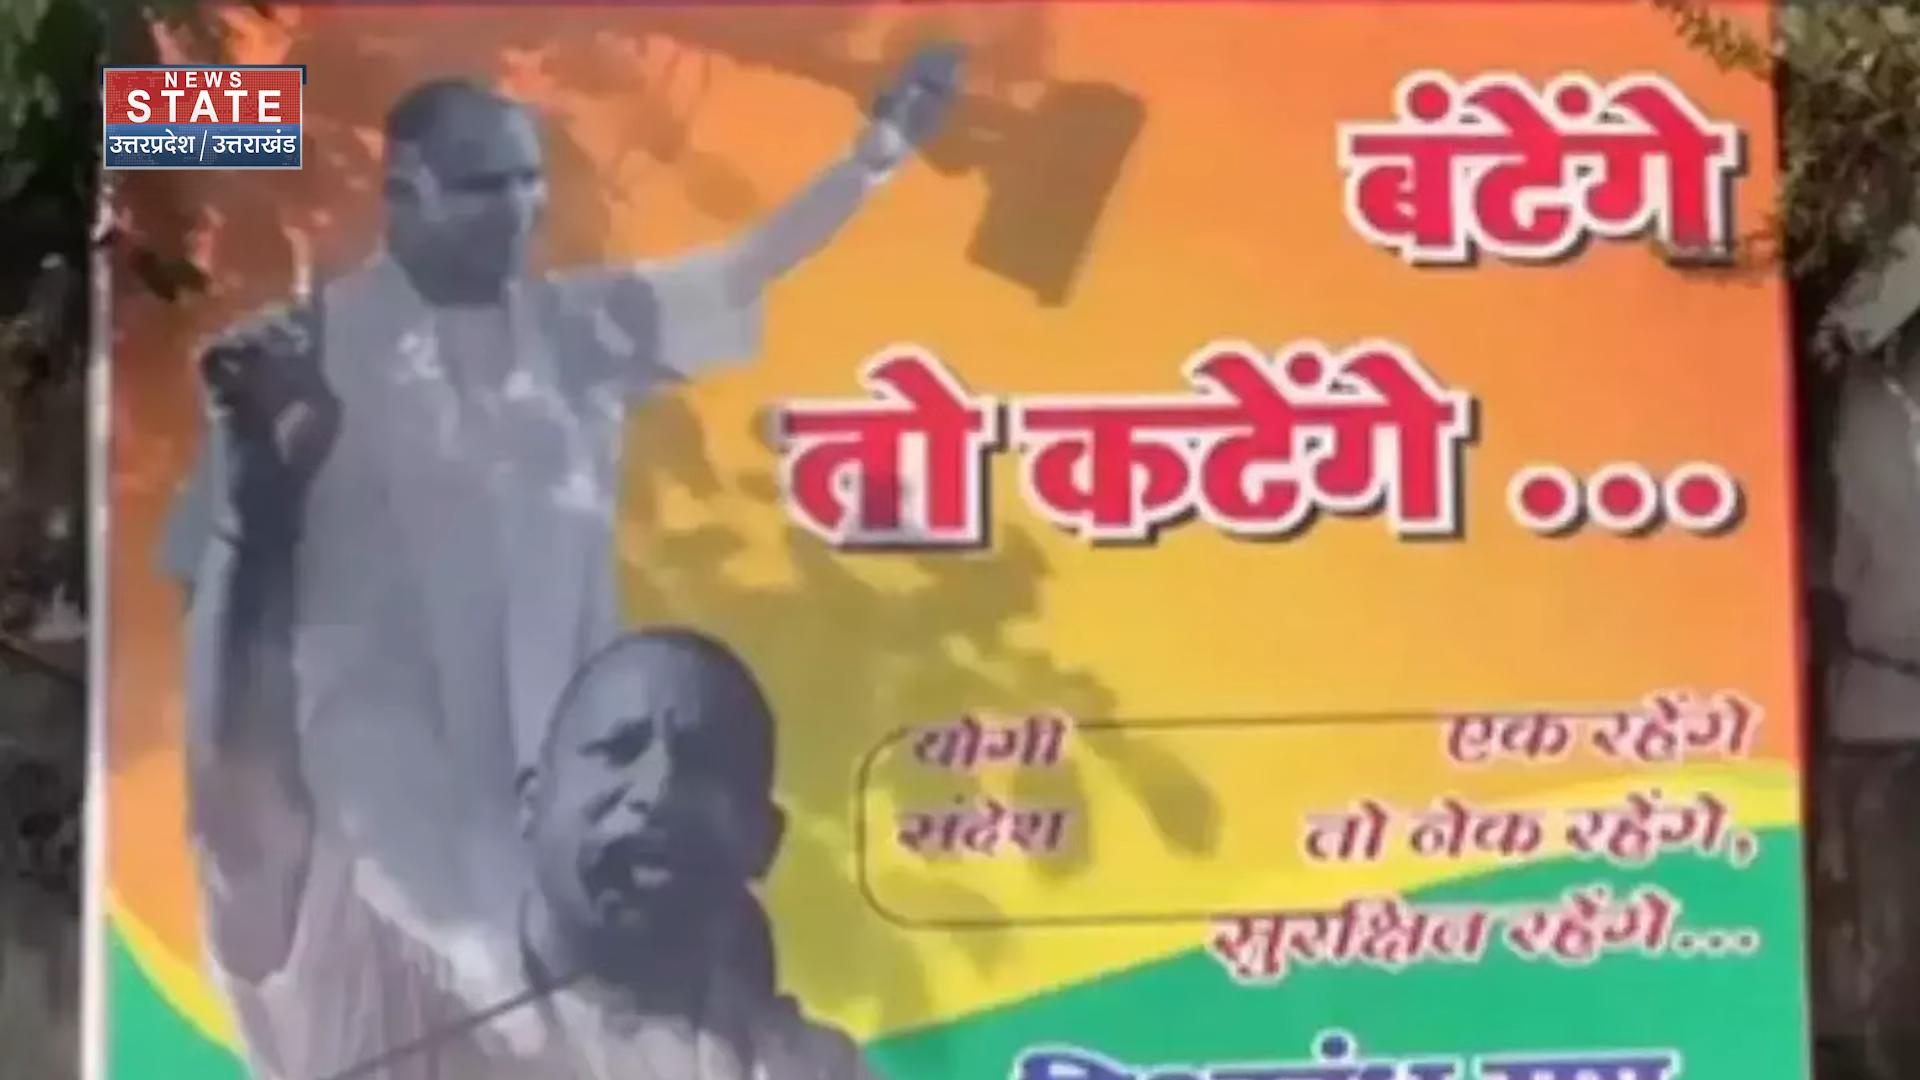 NEWS
STATE
उत्तरप्रदेश / उत्तराखंड
बंटेंगे
तो कटेंगे ...
योगी
संदेश
एक रहेंगे
तो नेक रहेंगे,
सुरक्षित रहेंगे...